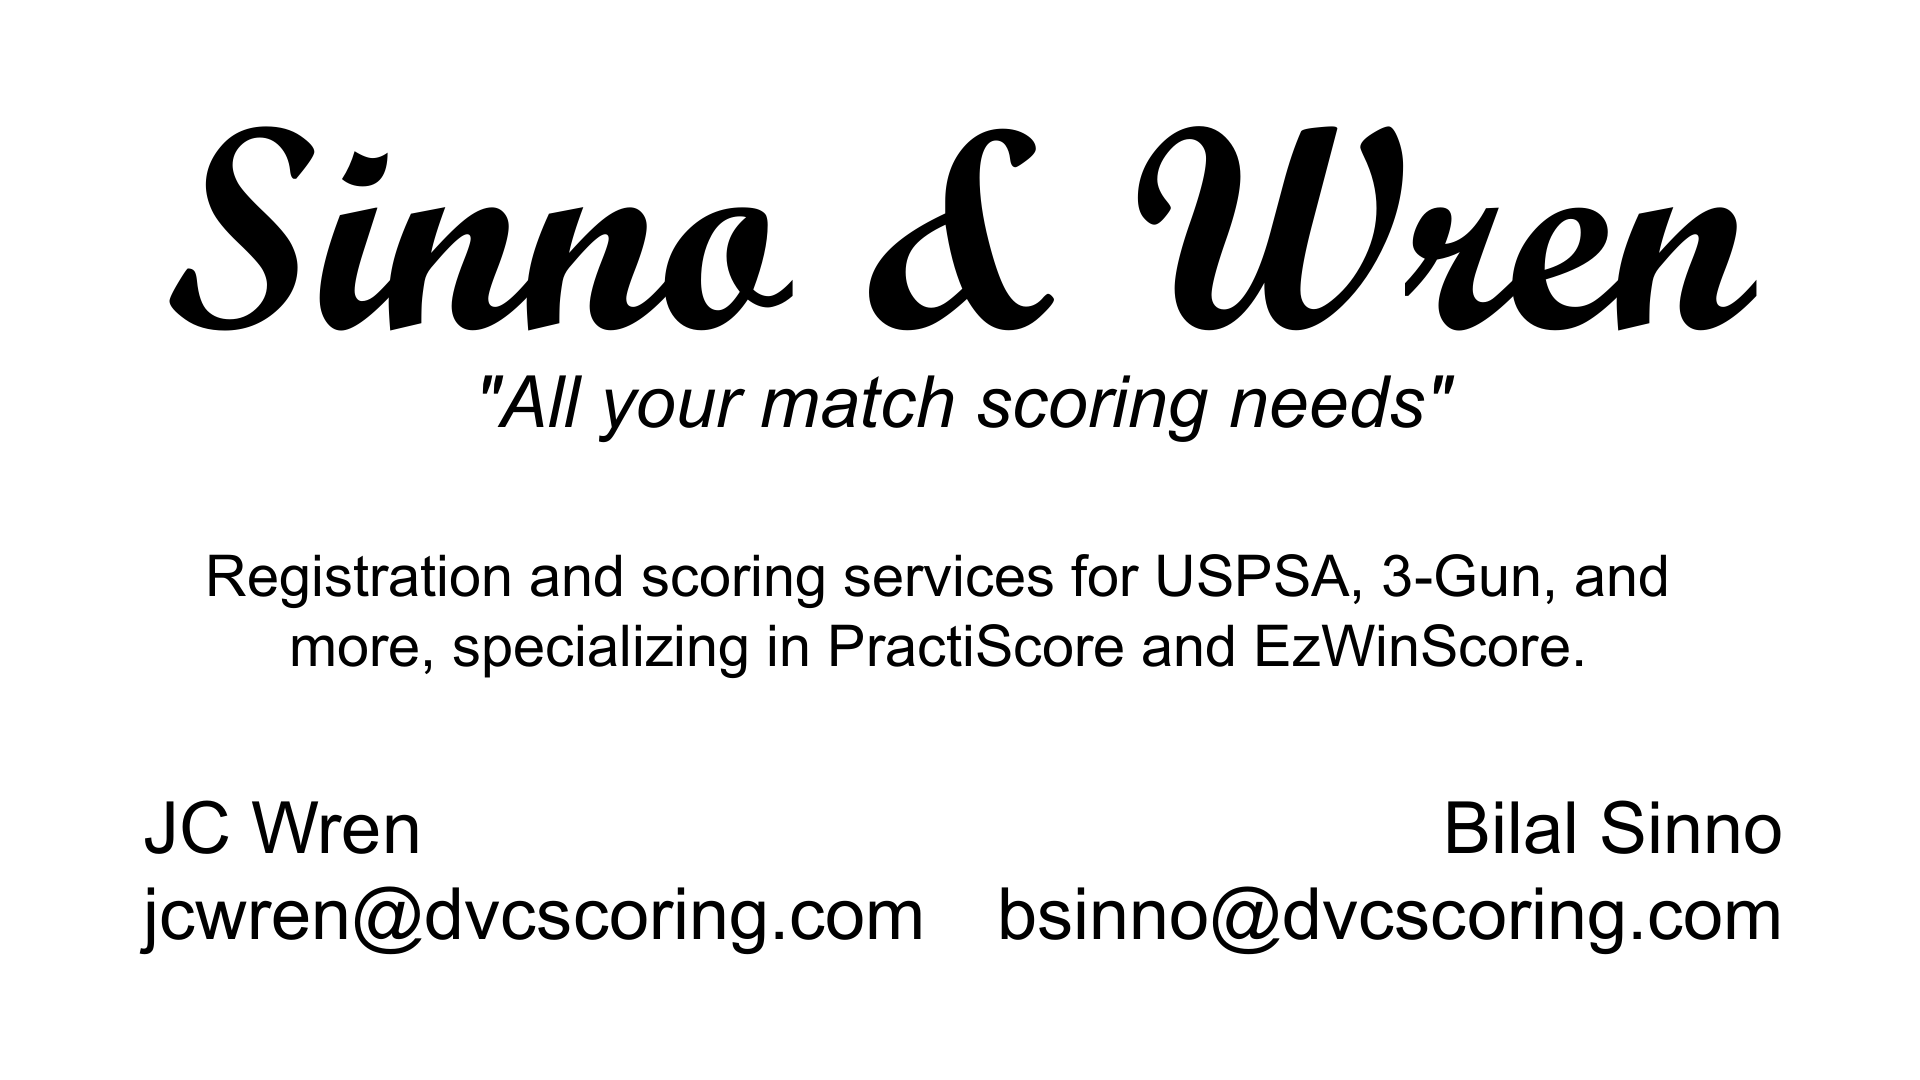 Sinno & Wren
"All your match scoring needs"
Registration and scoring services for USPSA, 3-Gun, and
more, specializing in PractiScore and EzWinScore.
JC Wren
jcwren@dvcscoring.com
Bilal Sinno
bsinno@dvcscoring.com